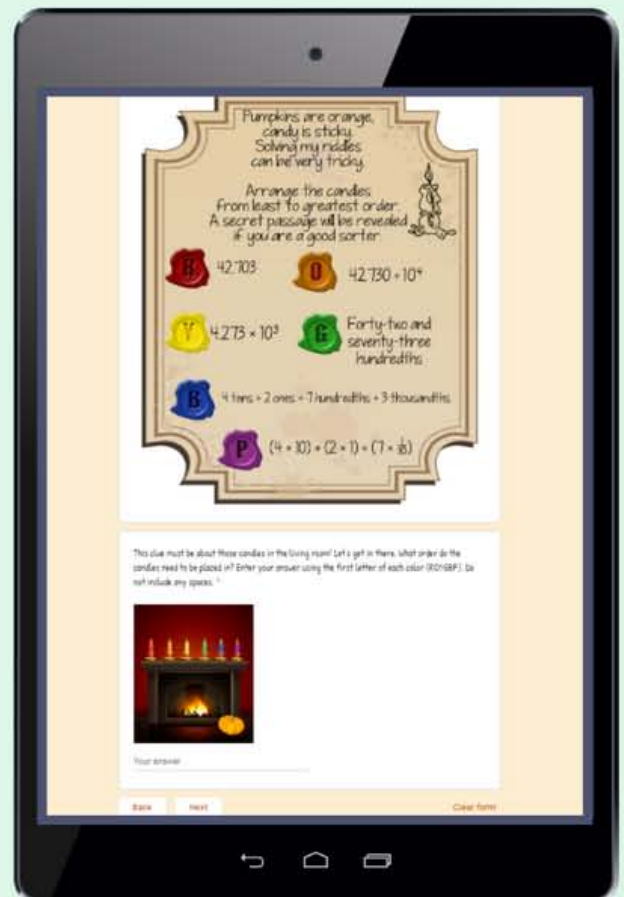 Pumpkins are orange,
candy is sticky.
Solving my riddles
can be very tricky.
Arrange the candles
from least to greatest order.
A secret passage will be revealed
if you are a good sorter.
R 42.703
O 42,730 ÷ 10⁴
Y 4.273 × 10³
G Forty-two and
seventy-three
hundredths
B 4 tens + 2 ones + 7 hundredths + 3 thousandths
P (4 × 10) + (2 × 1) + (7 ×
This clue must be about those candles in the living room! Let's get in there. What order do the
candles need to be placed in? Enter your answer using the first letter of each color (ROYGBP). Do
not include any spaces. *
Your answer
Back Next Clear form